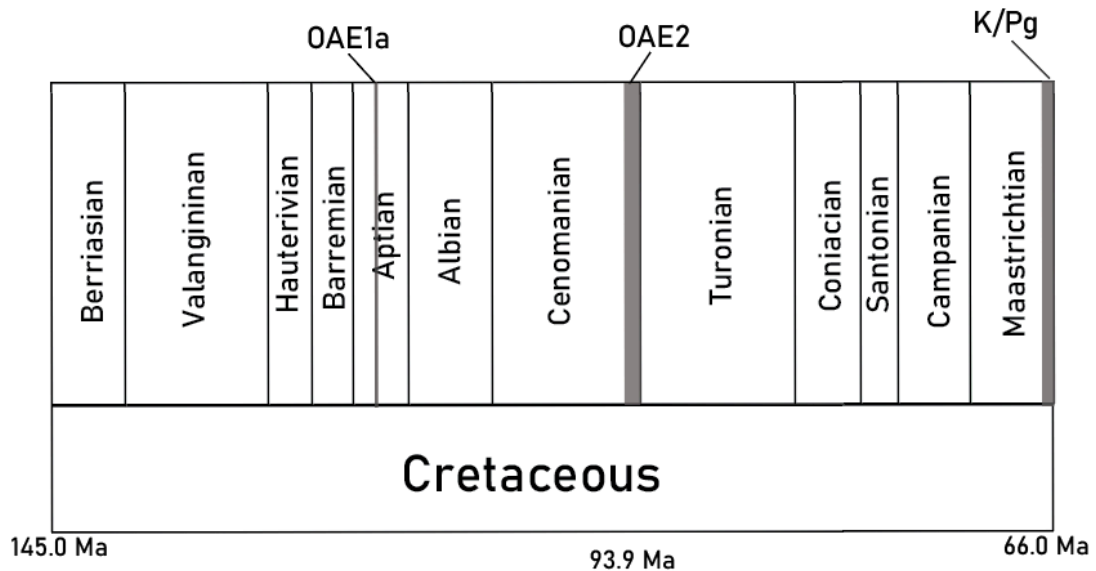 OAE1a
OAE2
K/Pg
Berriasian
Valangininan
Hauterivian
Barremian
Aptian
Albian
Cenomanian
Turonian
Coniacian
Santonian
Campanian
Maastrichtian
Cretaceous
145.0 Ma
93.9 Ma
66.0 Ma